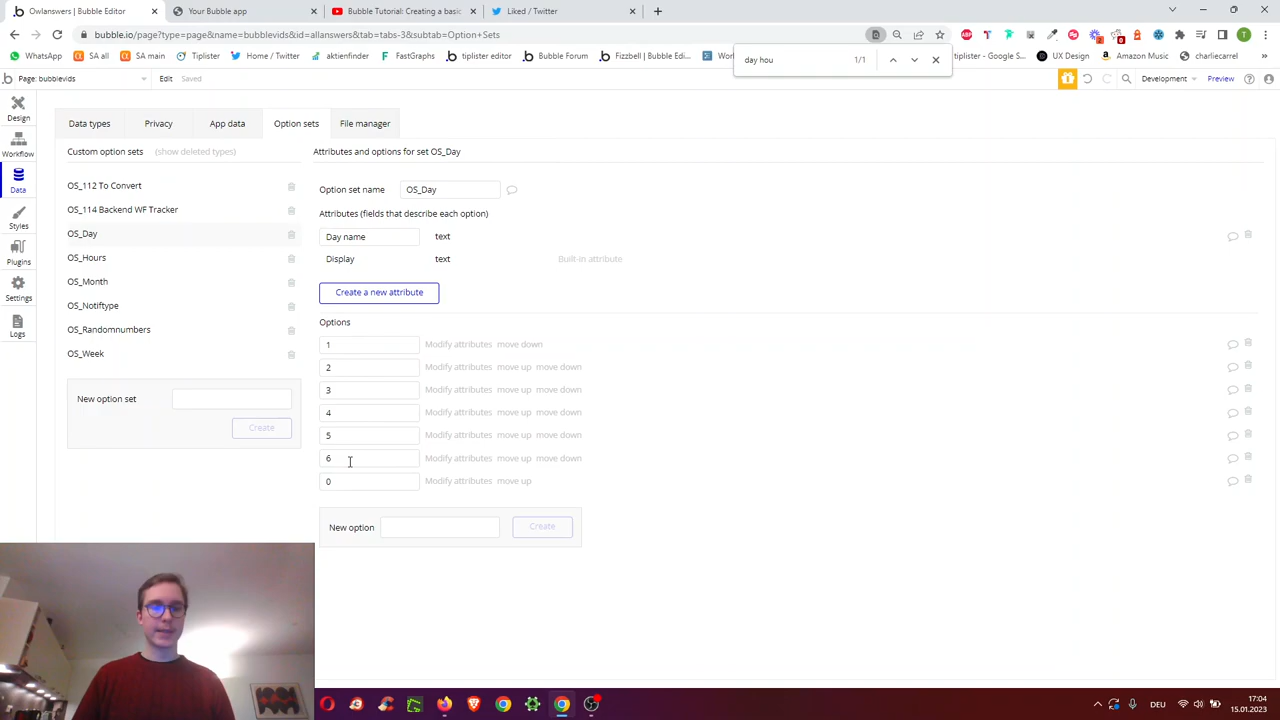 Owlanswers | Bubble Editor
Your Bubble app
Bubble Tutorial: Creating a basic
Liked / Twitter
bubble.io/page?type=page&name=bubblevids&id=allanswers&tab=tabs-3&subtab=Option+Sets
WhatsApp
SA all
SA main
Tiplister
Home / Twitter
aktienfinder
FastGraphs
tiplister editor
Bubble Forum
Fizzbell | Bubble Edi...
tiplister - Google S...
UX Design
Amazon Music
charliecarrel
day hou
1/1
Page: bubblevids
Edit
Saved
Development
Preview
Design
Workflow
Data
Styles
Plugins
Settings
Logs
Data types
Privacy
App data
Option sets
File manager
Custom option sets
(show deleted types)
OS_112 To Convert
OS_114 Backend WF Tracker
OS_Day
OS_Hours
OS_Month
OS_Notiftype
OS_Randomnumbers
OS_Week
New option set
Create
Attributes and options for set OS_Day
Option set name
OS_Day
Attributes (fields that describe each option)
Day name
text
Display
text
Built-in attribute
Create a new attribute
Options
1 Modify attributes move down
2 Modify attributes move up move down
3 Modify attributes move up move down
4 Modify attributes move up move down
5 Modify attributes move up move down
6 Modify attributes move up move down
0 Modify attributes move up
New option
Create
DEU
17:04
15.01.2023